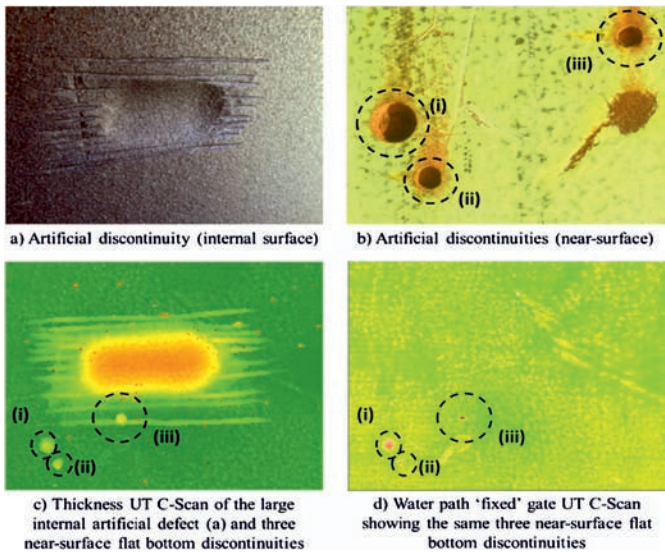 (i)
(ii)
(iii)
a) Artificial discontinuity (internal surface)
b) Artificial discontinuities (near-surface)
(i)
(ii)
(iii)
c) Thickness UT C-Scan of the large
internal artificial defect (a) and three
near-surface flat bottom discontinuities
(i)
(ii)
(iii)
d) Water path 'fixed' gate UT C-Scan
showing the same three near-surface flat
bottom discontinuities